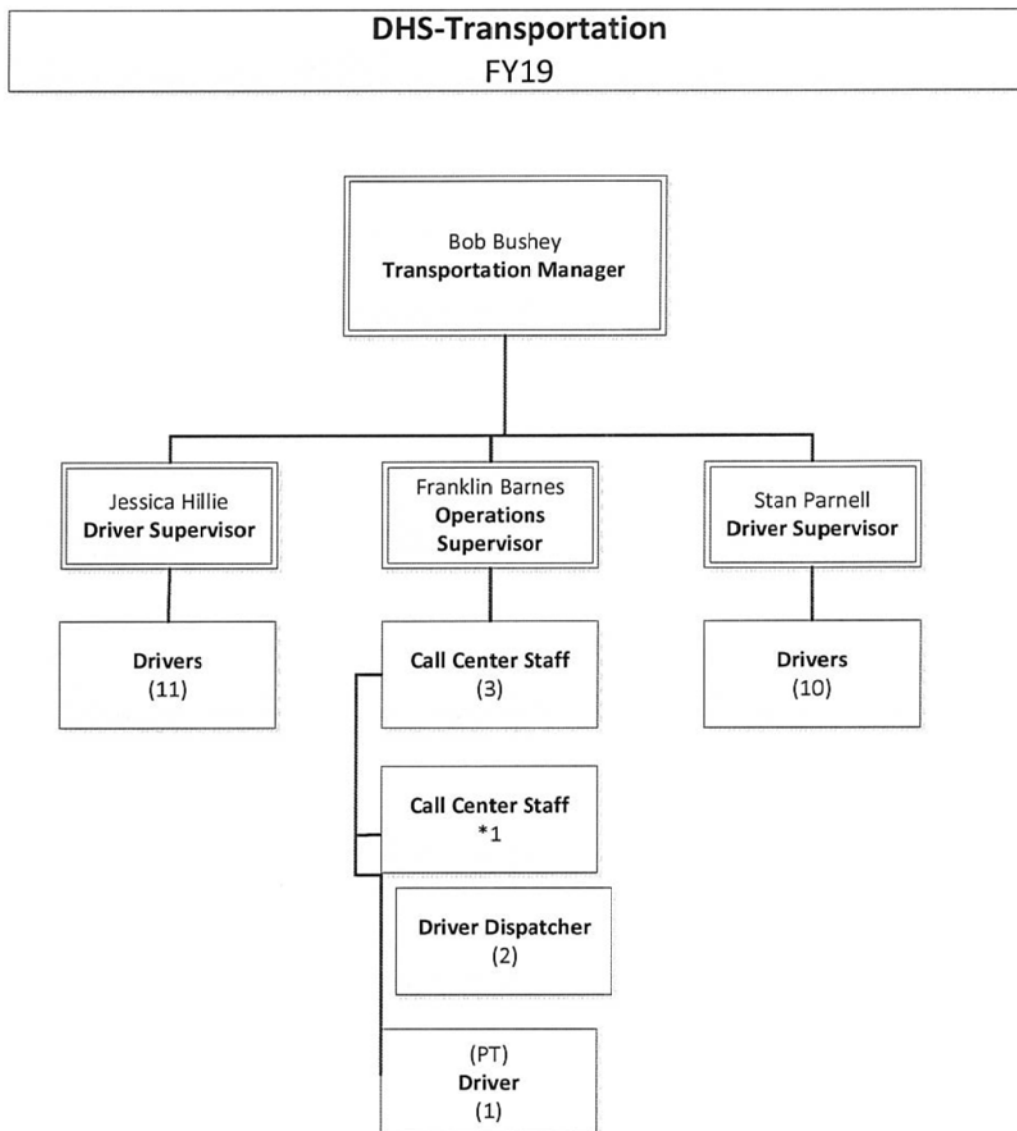 DHS-Transportation
FY19
Bob Bushey
Transportation Manager
Jessica Hillie
Driver Supervisor
Franklin Barnes
Operations
Supervisor
Stan Parnell
Driver Supervisor
Drivers
(11)
Call Center Staff
(3)
Drivers
(10)
Call Center Staff
*1
Driver Dispatcher
(2)
(PT)
Driver
(1)